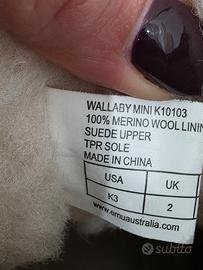 WALLABY MINI K10103
100% MERINO WOOL LININ
SUEDE UPPER
TPR SOLE
MADE IN CHINA
USA UK
K3 2
www.emuaustralia.com
subito